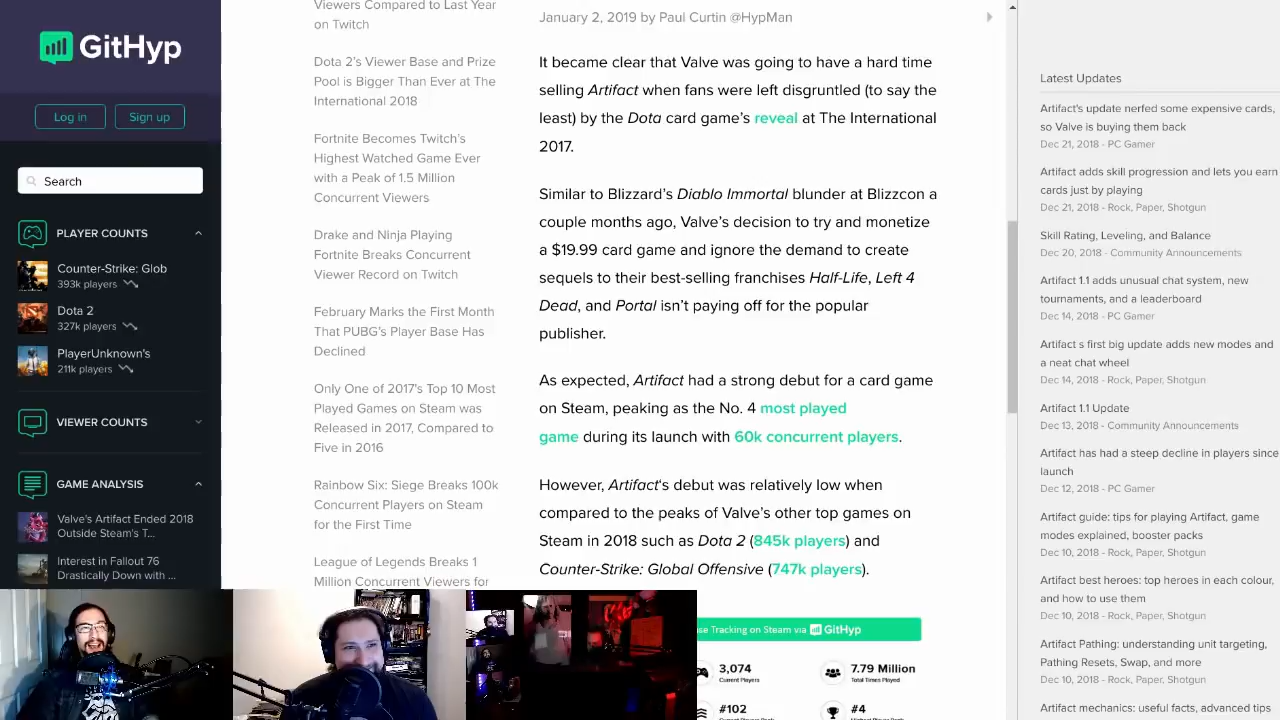 GitHyp
Log in
Sign up
Search
PLAYER COUNTS
Counter-Strike: Glob
393k players
Dota 2
327k players
PlayerUnknown's
211k players
VIEWER COUNTS
GAME ANALYSIS
Valve's Artifact Ended 2018
Outside Steam's T...
Interest in Fallout 76
Drastically Down with ...
Viewers Compared to Last Year
on Twitch
Dota 2's Viewer Base and Prize
Pool is Bigger Than Ever at The
International 2018
Fortnite Becomes Twitch's
Highest Watched Game Ever
with a Peak of 1.5 Million
Concurrent Viewers
Drake and Ninja Playing
Fortnite Breaks Concurrent
Viewer Record on Twitch
February Marks the First Month
That PUBG's Player Base Has
Declined
Only One of 2017's Top 10 Most
Played Games on Steam was
Released in 2017, Compared to
Five in 2016
Rainbow Six: Siege Breaks 100k
Concurrent Players on Steam
for the First Time
League of Legends Breaks 1
Million Concurrent Viewers for
January 2, 2019 by Paul Curtin @HypMan
It became clear that Valve was going to have a hard time
selling Artifact when fans were left disgruntled (to say the
least) by the Dota card game's reveal at The International
2017.
Similar to Blizzard's Diablo Immortal blunder at Blizzcon a
couple months ago, Valve's decision to try and monetize
a $19.99 card game and ignore the demand to create
sequels to their best-selling franchises Half-Life, Left 4
Dead, and Portal isn't paying off for the popular
publisher.
As expected, Artifact had a strong debut for a card game
on Steam, peaking as the No. 4 most played
game during its launch with 60k concurrent players.
However, Artifact's debut was relatively low when
compared to the peaks of Valve's other top games on
Steam in 2018 such as Dota 2 (845k players) and
Counter-Strike: Global Offensive (747k players).
Tracking on Steam via GitHyp
3,074
Current Players
7.79 Million
Total Times Played
#102
#4
Latest Updates
Artifact's update nerfed some expensive cards,
so Valve is buying them back
Dec 21, 2018 - PC Gamer
Artifact adds skill progression and lets you earn
cards just by playing
Dec 21, 2018 - Rock, Paper, Shotgun
Skill Rating, Leveling, and Balance
Dec 20, 2018 - Community Announcements
Artifact 1.1 adds unusual chat system, new
tournaments, and a leaderboard
Dec 14, 2018 - PC Gamer
Artifact s first big update adds new modes and
a neat chat wheel
Dec 14, 2018 - Rock, Paper, Shotgun
Artifact 1.1 Update
Dec 13, 2018 - Community Announcements
Artifact has had a steep decline in players since
launch
Dec 12, 2018 - PC Gamer
Artifact guide: tips for playing Artifact, game
modes explained, booster packs
Dec 10, 2018 - Rock, Paper, Shotgun
Artifact best heroes: top heroes in each colour,
and how to use them
Dec 10, 2018 - Rock, Paper, Shotgun
Artifact creeping: understanding unit targeting,
Pathing Resets, Swap, and more
Dec 10, 2018 - Rock, Paper, Shotgun
Artifact mechanics: useful facts, advanced tips